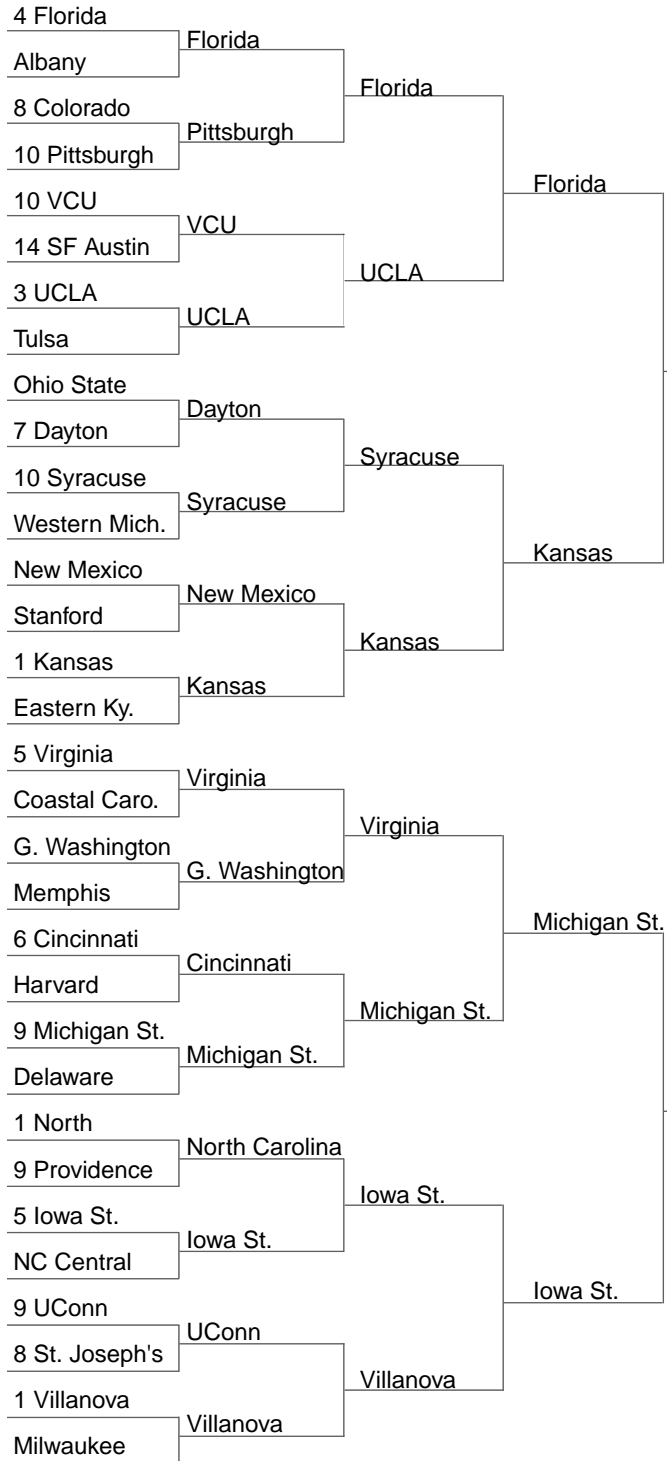 4 Florida
Albany
8 Colorado
10 Pittsburgh
10 VCU
14 SF Austin
3 UCLA
Tulsa
Ohio State
7 Dayton
10 Syracuse
Western Mich.
New Mexico
Stanford
1 Kansas
Eastern Ky.
5 Virginia
Coastal Caro.
G. Washington
Memphis
6 Cincinnati
Harvard
9 Michigan St.
Delaware
1 North
9 Providence
5 Iowa St.
NC Central
9 UConn
8 St. Joseph's
1 Villanova
Milwaukee
Florida
Pittsburgh
VCU
UCLA
Dayton
Syracuse
New Mexico
Kansas
Virginia
G. Washington
Cincinnati
Michigan St.
North Carolina
Iowa St.
UConn
Villanova
Florida
UCLA
Syracuse
Kansas
Virginia
Michigan St.
Iowa St.
Villanova
Florida
Kansas
Michigan St.
Iowa St.